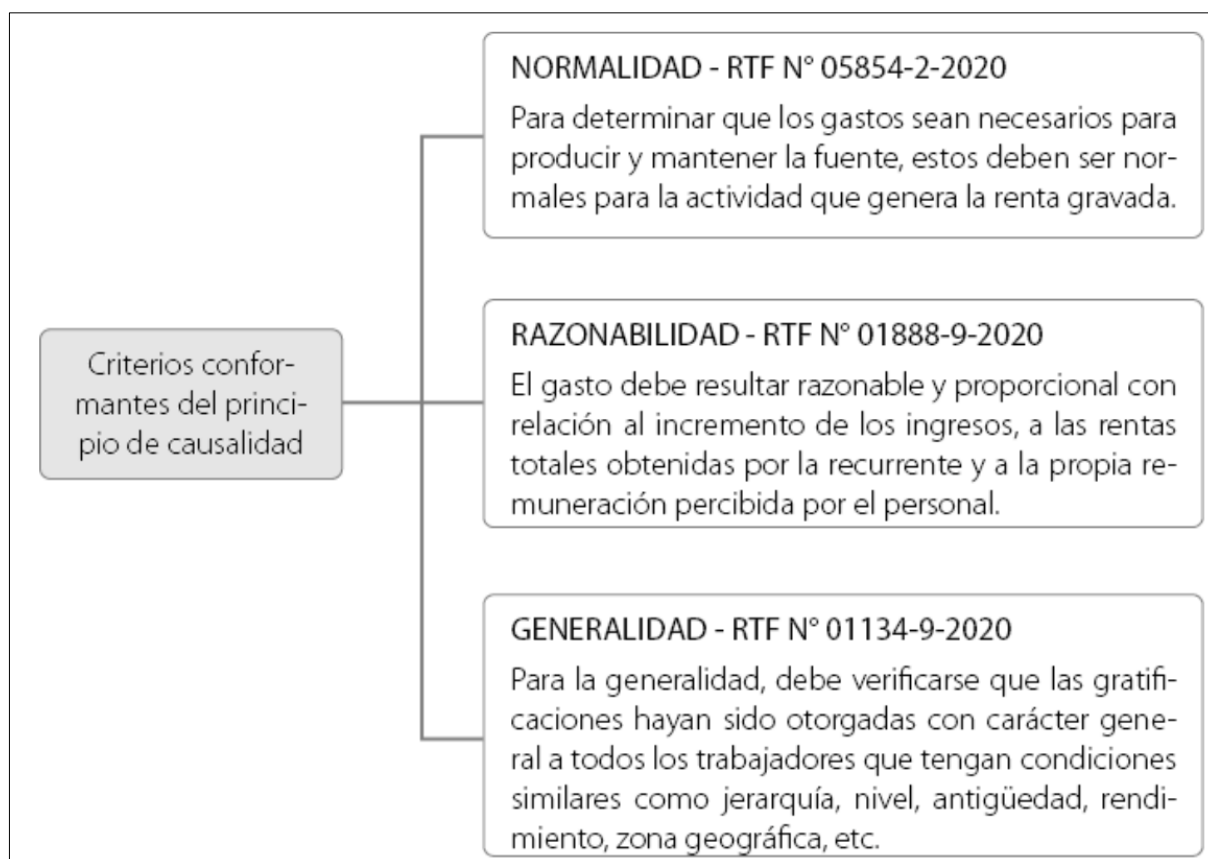 NORMALIDAD - RTF N° 05854-2-2020
Para determinar que los gastos sean necesarios para
producir y mantener la fuente, estos deben ser nor-
males para la actividad que genera la renta gravada.
Criterios confor-
mantes del princi-
pio de causalidad
RAZONABILIDAD - RTF N° 01888-9-2020
El gasto debe resultar razonable y proporcional con
relación al incremento de los ingresos, a las rentas
totales obtenidas por la recurrente y a la propia re-
muneración percibida por el personal.
GENERALIDAD - RTF N° 01134-9-2020
Para la generalidad, debe verificarse que las gratifi-
caciones hayan sido otorgadas con carácter gene-
ral a todos los trabajadores que tengan condiciones
similares como jerarquía, nivel, antigüedad, rendi-
miento, zona geográfica, etc.